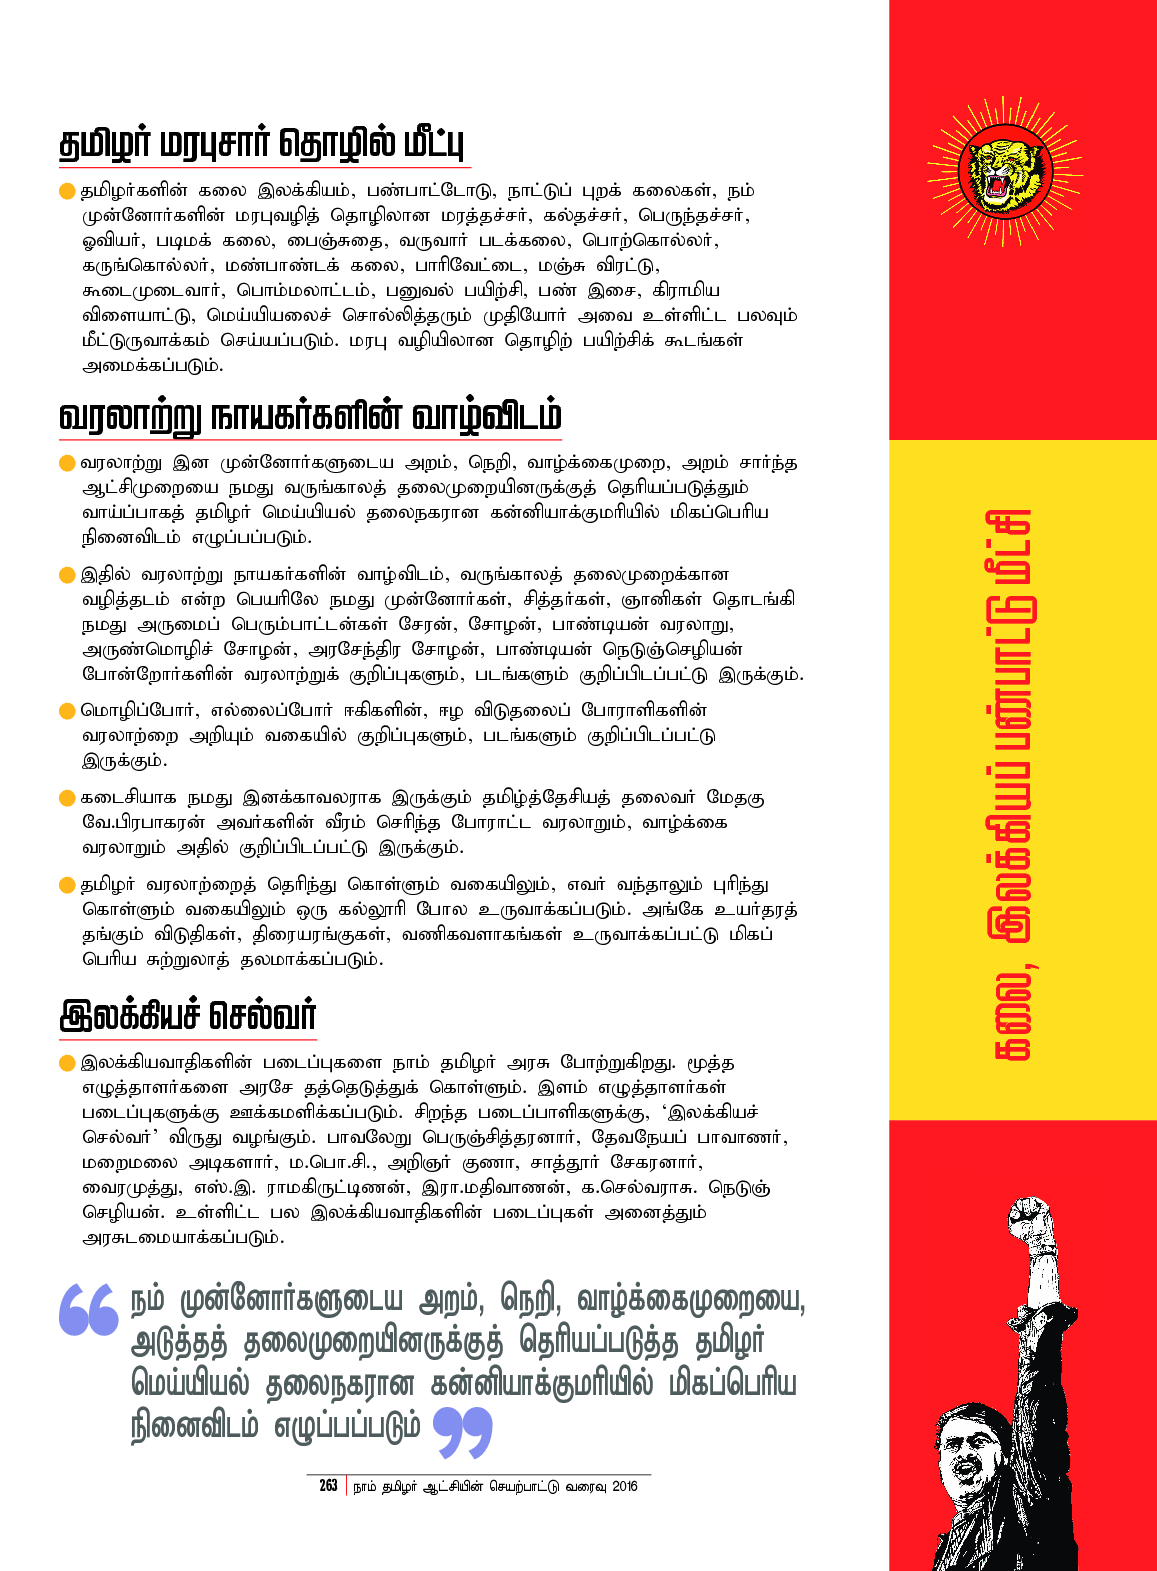 தமிழர் மரபுசார் தொழில் மீட்பு
தமிழர்களின் கலை இலக்கியம், பண்பாட்டோடு, நாட்டுப் புறக் கலைகள், நம்
முன்னோர்களின் மரபுவழித் தொழிலான மரத்தச்சர், கல்தச்சர், பெருந்தச்சர்,
ஓவியர், படிமக் கலை, பைஞ்சுதை, வருவார் படக்கலை, பொற்கொல்லர்,
கருங்கொல்லர், மண்பாண்டக் கலை, பாரிவேட்டை, மஞ்சு விரட்டு,
கூடைமுடைவார், பொம்மலாட்டம், பனுவல் பயிற்சி, பண் இசை, கிராமிய
விளையாட்டு, மெய்யியலைச் சொல்லித்தரும் முதியோர் அவை உள்ளிட்ட பலவும்
மீட்டுருவாக்கம் செய்யப்படும். மரபு வழியிலான தொழிற் பயிற்சிக் கூடங்கள்
அமைக்கப்படும்.
வரலாற்று நாயகர்களின் வாழ்விடம்
வரலாற்று இன முன்னோர்களுடைய அறம், நெறி, வாழ்க்கைமுறை, அறம் சார்ந்த
ஆட்சிமுறையை நமது வருங்காலத் தலைமுறையினருக்குத் தெரியப்படுத்தும்
வாய்ப்பாகத் தமிழர் மெய்யியல் தலைநகரான கன்னியாக்குமரியில் மிகப்பெரிய
நினைவிடம் எழுப்பப்படும்.
இதில் வரலாற்று நாயகர்களின் வாழ்விடம், வருங்காலத் தலைமுறைக்கான
வழித்தடம் என்ற பெயரிலே நமது முன்னோர்கள், சித்தர்கள், ஞானிகள் தொடங்கி
நமது அருமைப் பெரும்பாட்டன்கள் சேரன், சோழன், பாண்டியன் வரலாறு,
அருண்மொழிச் சோழன், அரசேந்திர சோழன், பாண்டியன் நெடுஞ்செழியன்
போன்றோர்களின் வரலாற்றுக் குறிப்புகளும், படங்களும் குறிப்பிடப்பட்டு இருக்கும்.
மொழிப்போர், எல்லைப்போர் ஈகிகளின், ஈழ விடுதலைப் போராளிகளின்
வரலாற்றை அறியும் வகையில் குறிப்புகளும், படங்களும் குறிப்பிடப்பட்டு
இருக்கும்.
கடைசியாக நமது இனக்காவலராக இருக்கும் தமிழ்த்தேசியத் தலைவர் மேதகு
வே.பிரபாகரன் அவர்களின் வீரம் செரிந்த போராட்ட வரலாறும், வாழ்க்கை
வரலாறும் அதில் குறிப்பிடப்பட்டு இருக்கும்.
தமிழர் வரலாற்றைத் தெரிந்து கொள்ளும் வகையிலும், எவர் வந்தாலும் புரிந்து
கொள்ளும் வகையிலும் ஒரு கல்லூரி போல உருவாக்கப்படும். அங்கே உயர்தரத்
தங்கும் விடுதிகள், திரையரங்குகள், வணிகவளாகங்கள் உருவாக்கப்பட்டு மிகப்
பெரிய சுற்றுலாத் தலமாக்கப்படும்.
இலக்கியச் செல்வர்
இலக்கியவாதிகளின் படைப்புகளை நாம் தமிழர் அரசு போற்றுகிறது. மூத்த
எழுத்தாளர்களை அரசே தத்தெடுத்துக் கொள்ளும். இளம் எழுத்தாளர்கள்
படைப்புகளுக்கு ஊக்கமளிக்கப்படும். சிறந்த படைப்பாளிகளுக்கு, ‘இலக்கியச்
செல்வர்’ விருது வழங்கும். பாவலேறு பெருஞ்சித்தரனார், தேவநேயப் பாவாணர்,
மறைமலை அடிகளார், ம.பொ.சி., அறிஞர் குணா, சாத்தூர் சேகரனார்,
வைரமுத்து, எஸ்.இ. ராமகிருட்டிணன், இரா.மதிவாணன், க.செல்வராசு. நெடுஞ்
செழியன். உள்ளிட்ட பல இலக்கியவாதிகளின் படைப்புகள் அனைத்தும்
அரசுடமையாக்கப்படும்.
“நம் முன்னோர்களுடைய அறம், நெறி, வாழ்க்கைமுறையை,
அடுத்தத் தலைமுறையினருக்குத் தெரியப்படுத்த தமிழர்
மெய்யியல் தலைநகரான கன்னியாக்குமரியில் மிகப்பெரிய
நினைவிடம் எழுப்பப்படும்”
263 நாம் தமிழர் ஆட்சியின் செயற்பாட்டு வரைவு 2016
கலை, இலக்கியப் பண்பாட்டு மீட்சி